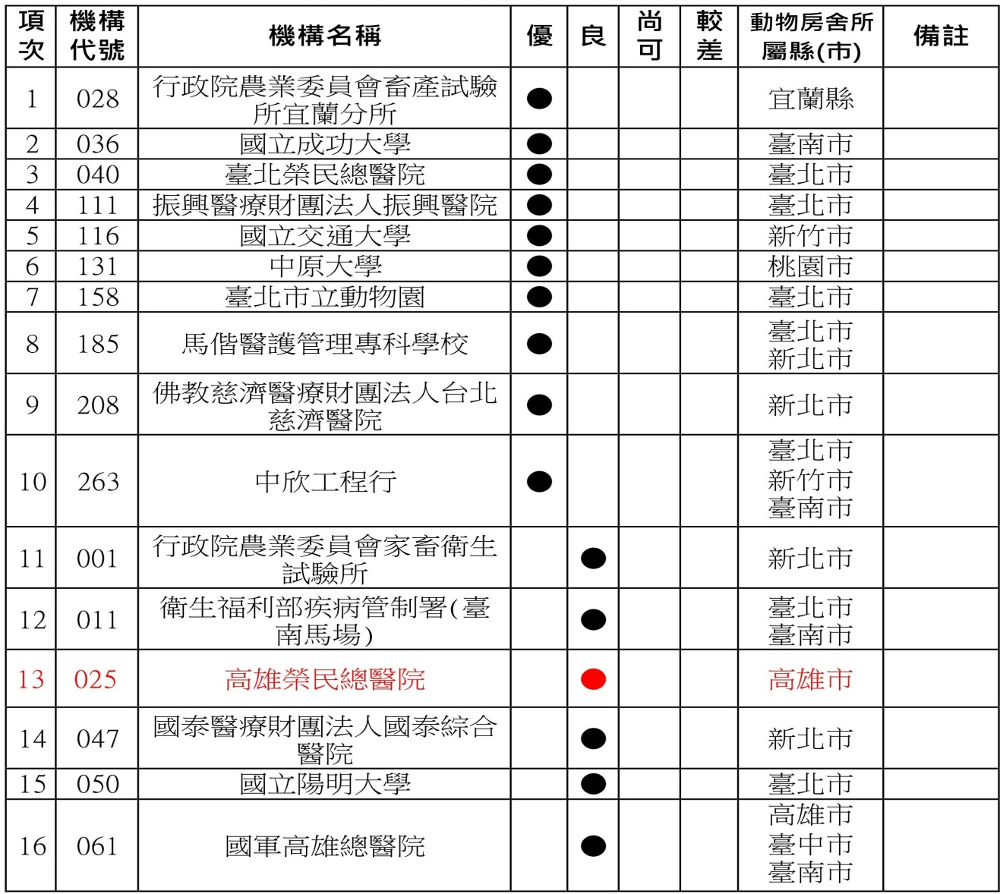 項次 機構代號 機構名稱 優 良 尚可 較差 動物房舍所屬縣(市) 備註
1 028 行政院農業委員會畜產試驗所宜蘭分所 ● 宜蘭縣
2 036 國立成功大學 ● 臺南市
3 040 臺北榮民總醫院 ● 臺北市
4 111 振興醫療財團法人振興醫院 ● 臺北市
5 116 國立交通大學 ● 新竹市
6 131 中原大學 ● 桃園市
7 158 臺北市立動物園 ● 臺北市
8 185 馬偕醫護管理專科學校 ● 臺北市 新北市
9 208 佛教慈濟醫療財團法人台北慈濟醫院 ● 新北市
10 263 中欣工程行 ● 臺北市 新竹市 臺南市
11 001 行政院農業委員會家畜衛生試驗所 ● 新北市
12 011 衛生福利部疾病管制署(臺南馬場) ● 臺北市 臺南市
13 025 高雄榮民總醫院 ● 高雄市
14 047 國泰醫療財團法人國泰綜合醫院 ● 新北市
15 050 國立陽明大學 ● 臺北市
16 061 國軍高雄總醫院 ● 高雄市 臺中市 臺南市